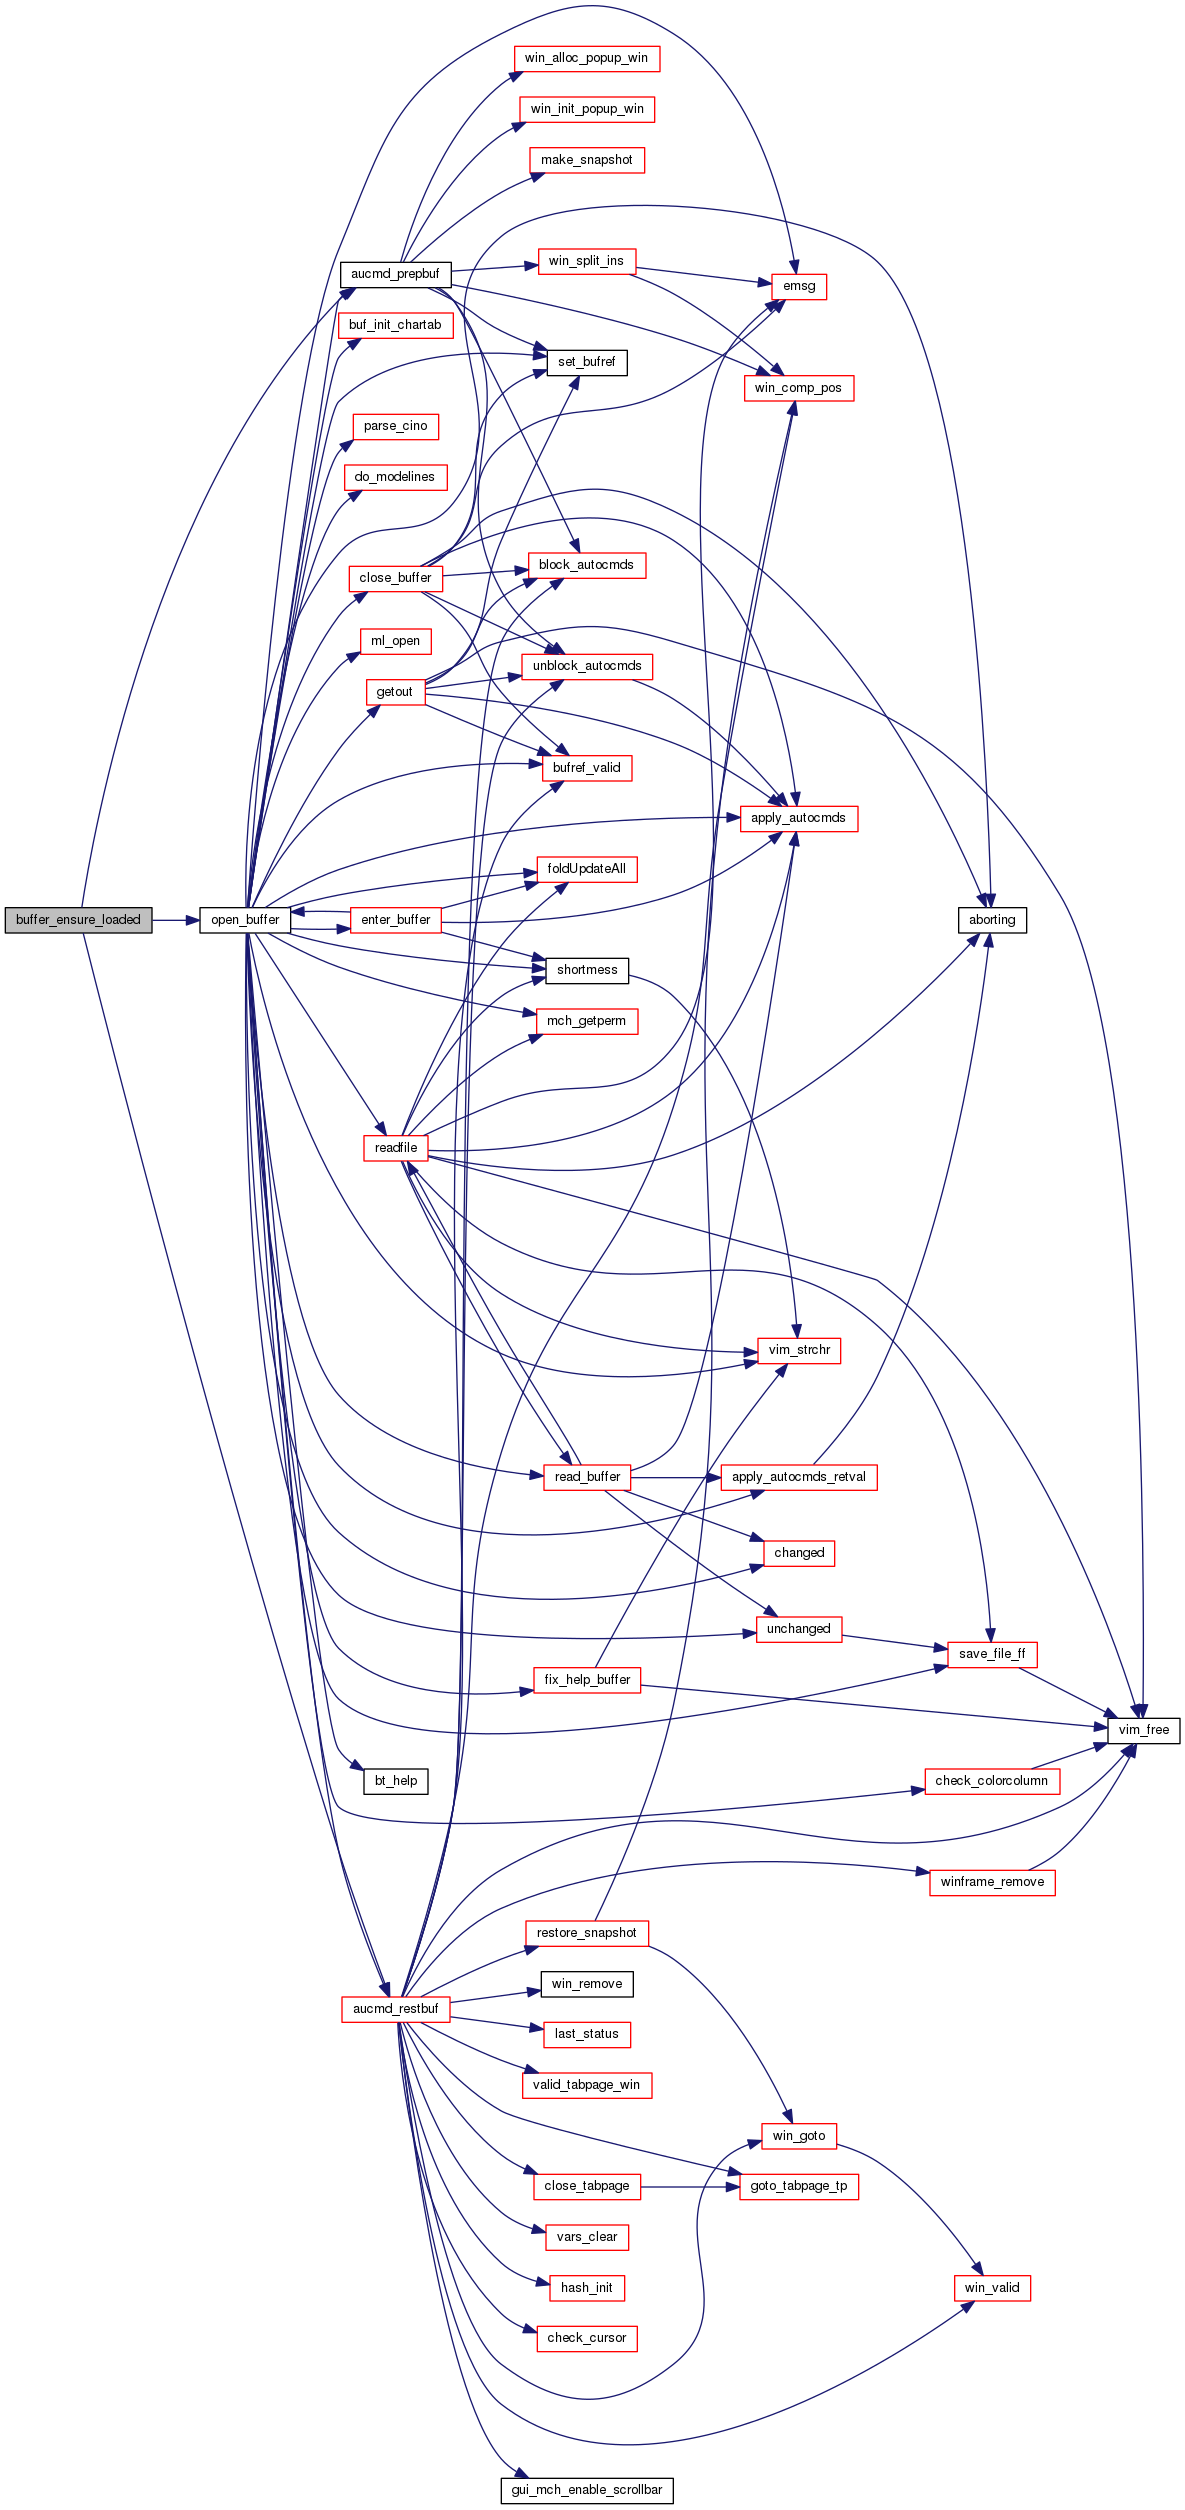 win_alloc_popup_win
win_init_popup_win
make_snapshot
win_split_ins
aucmd_prepbuf
emsg
buf_init_chartab
set_bufref
win_comp_pos
parse_cino
do_modelines
block_autocmds
close_buffer
ml_open
unblock_autocmds
getout
bufref_valid
apply_autocmds
foldUpdateAll
buffer_ensure_loaded
open_buffer
enter_buffer
aborting
shortmess
mch_getperm
readfile
vim_strchr
read_buffer
apply_autocmds_retval
changed
unchanged
save_file_ff
fix_help_buffer
vim_free
bt_help
check_colorcolumn
winframe_remove
restore_snapshot
win_remove
aucmd_restbuf
last_status
valid_tabpage_win
win_goto
close_tabpage
goto_tabpage_tp
vars_clear
hash_init
win_valid
check_cursor
gui_mch_enable_scrollbar